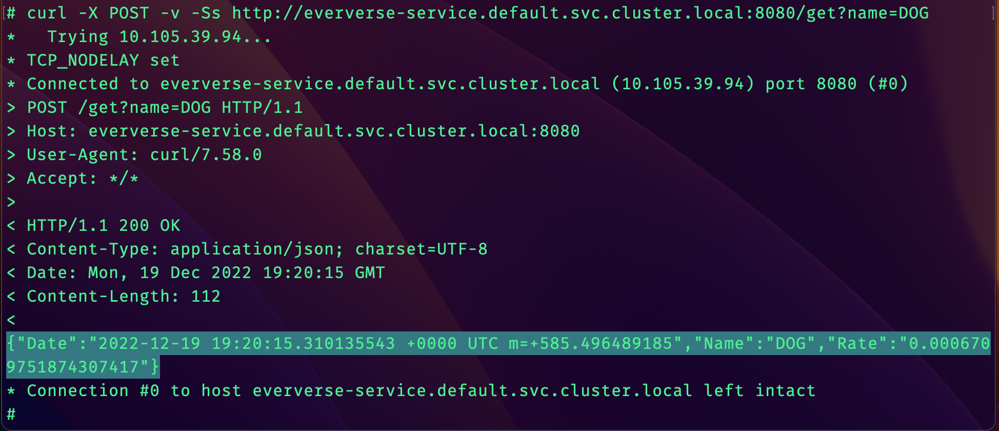 # curl -X POST -v -Ss http://eververse-service.default.svc.cluster.local:8080/get?name=DOG
*   Trying 10.105.39.94...
* TCP_NODELAY set
* Connected to eververse-service.default.svc.cluster.local (10.105.39.94) port 8080 (#0)
> POST /get?name=DOG HTTP/1.1
> Host: eververse-service.default.svc.cluster.local:8080
> User-Agent: curl/7.58.0
> Accept: */*
>
< HTTP/1.1 200 OK
< Content-Type: application/json; charset=UTF-8
< Date: Mon, 19 Dec 2022 19:20:15 GMT
< Content-Length: 112
<
{"Date":"2022-12-19 19:20:15.310135543 +0000 UTC m=+585.496489185","Name":"DOG","Rate":"0.000670
9751874307417"}
* Connection #0 to host eververse-service.default.svc.cluster.local left intact
#